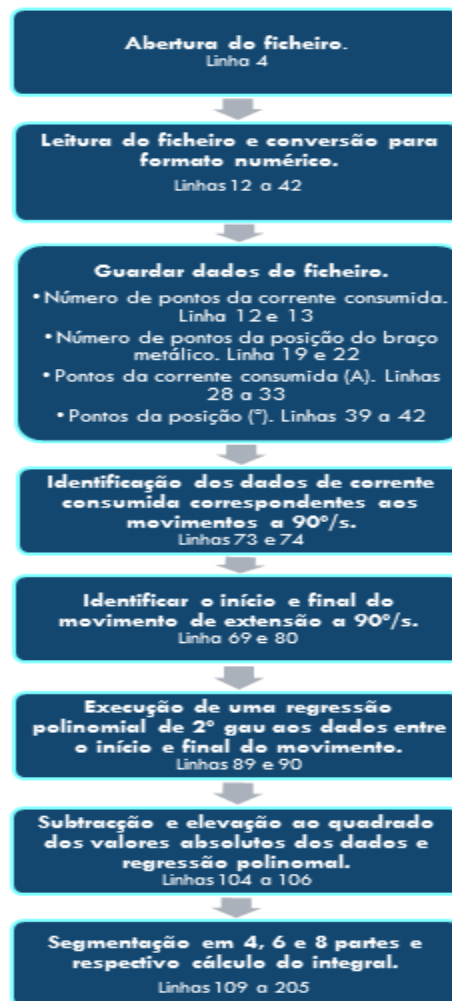 Abertura do ficheiro.
Linha 4
Leitura do ficheiro e conversão para
formato numérico.
Linhas 12 a 42
Guardar dados do ficheiro.
•Número de pontos da corrente consumida.
Linha 12 e 13
•Número de pontos da posição do braço
metálico. Linha 19 e 22
•Pontos da corrente consumida (A). Linhas
28 a 33
•Pontos da posição (º). Linhas 39 a 42
Identificação dos dados de corrente
consumida correspondentes aos
movimentos a 90º/s.
Linhas 73 e 74
Identificar o início e final do
movimento de extensão a 90º/s.
Linha 69 e 80
Execução de uma regressão
polinomial de 2º gau aos dados entre
o início e final do movimento.
Linhas 89 e 90
Subtracção e elevação ao quadrado
dos valores absolutos dos dados e
regressão polinomal.
Linhas 104 a 106
Segmentação em 4, 6 e 8 partes e
respectivo cálculo do integral.
Linhas 109 a 205